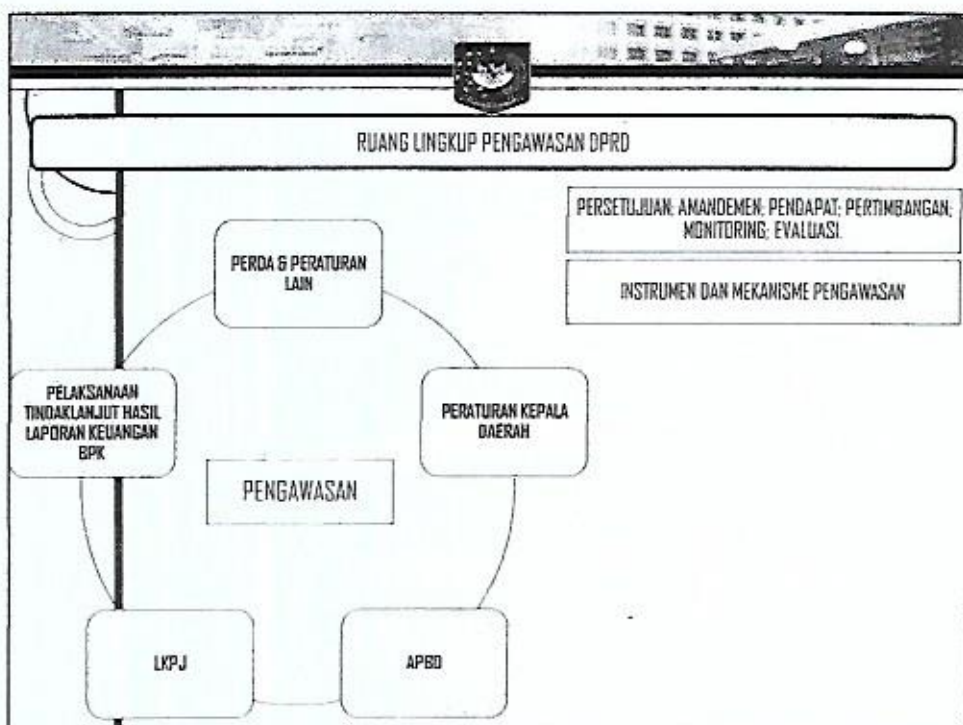 RUANG LINGKUP PENGAWASAN DPRD
PERSETUJUAN; AMANDEMEN; PENDAPAT; PERTIMBANGAN;
MONITORING; EVALUASI.
INSTRUMEN DAN MEKANISME PENGAWASAN
PERDA & PERATURAN
LAIN
PERATURAN KEPALA
DAERAH
APBD
LKPJ
PELAKSANAAN
TINDAKLANJUT HASIL
LAPORAN KEUANGAN
BPK
PENGAWASAN